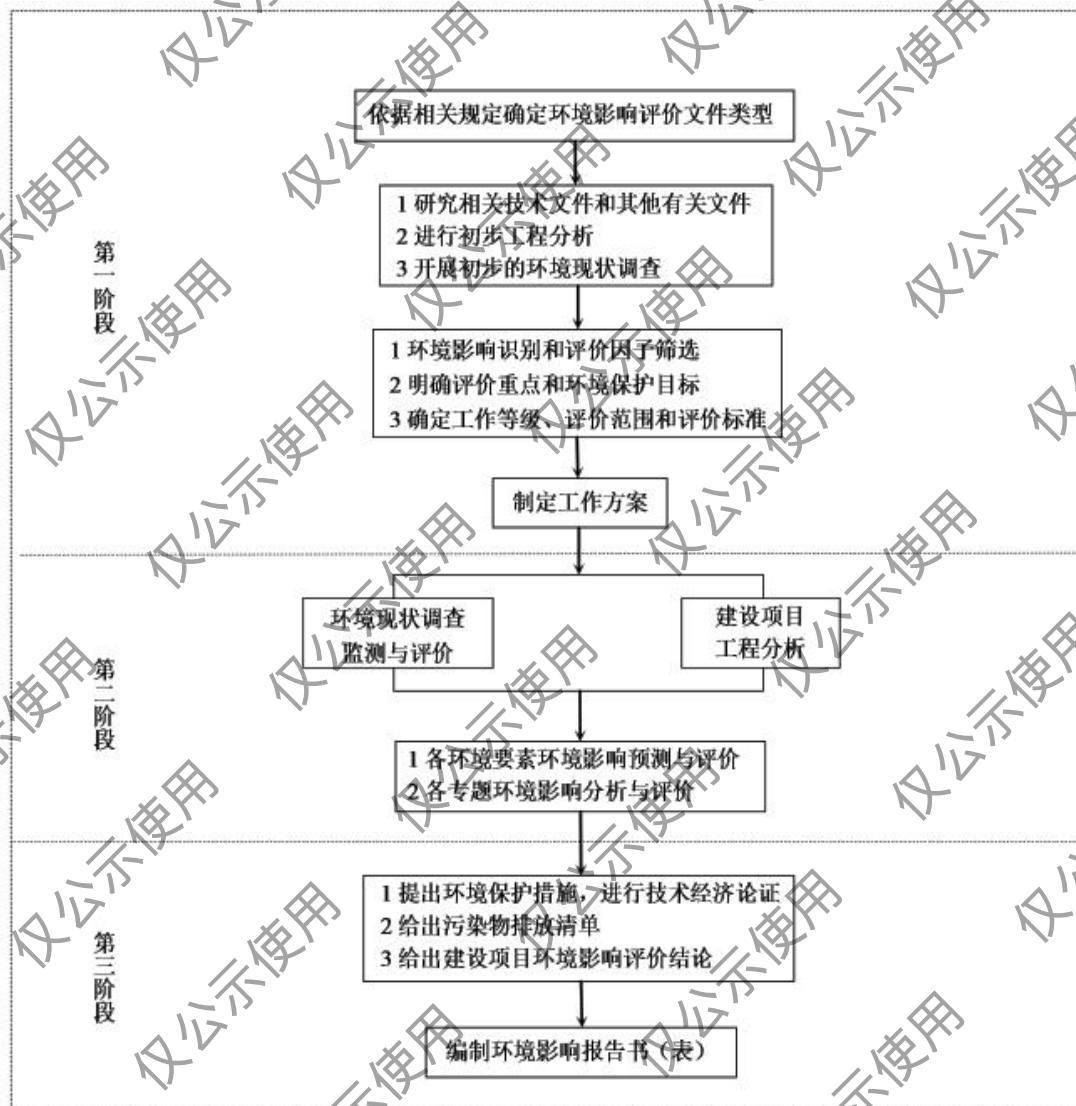 依据相关规定确定环境影响评价文件类型
1 研究相关技术文件和其他有关文件
2 进行初步工程分析
3 开展初步的环境现状调查
第一阶段
1 环境影响识别和评价因子筛选
2 明确评价重点和环境保护目标
3 确定工作等级、评价范围和评价标准
制定工作方案
环境现状调查
监测与评价
建设项目
工程分析
第二阶段
1 各环境要素环境影响预测与评价
2 各专题环境影响分析与评价
1 提出环境保护措施，进行技术经济论证
2 给出污染物排放清单
3 给出建设项目环境影响评价结论
第三阶段
编制环境影响报告书（表）
仅公示使用